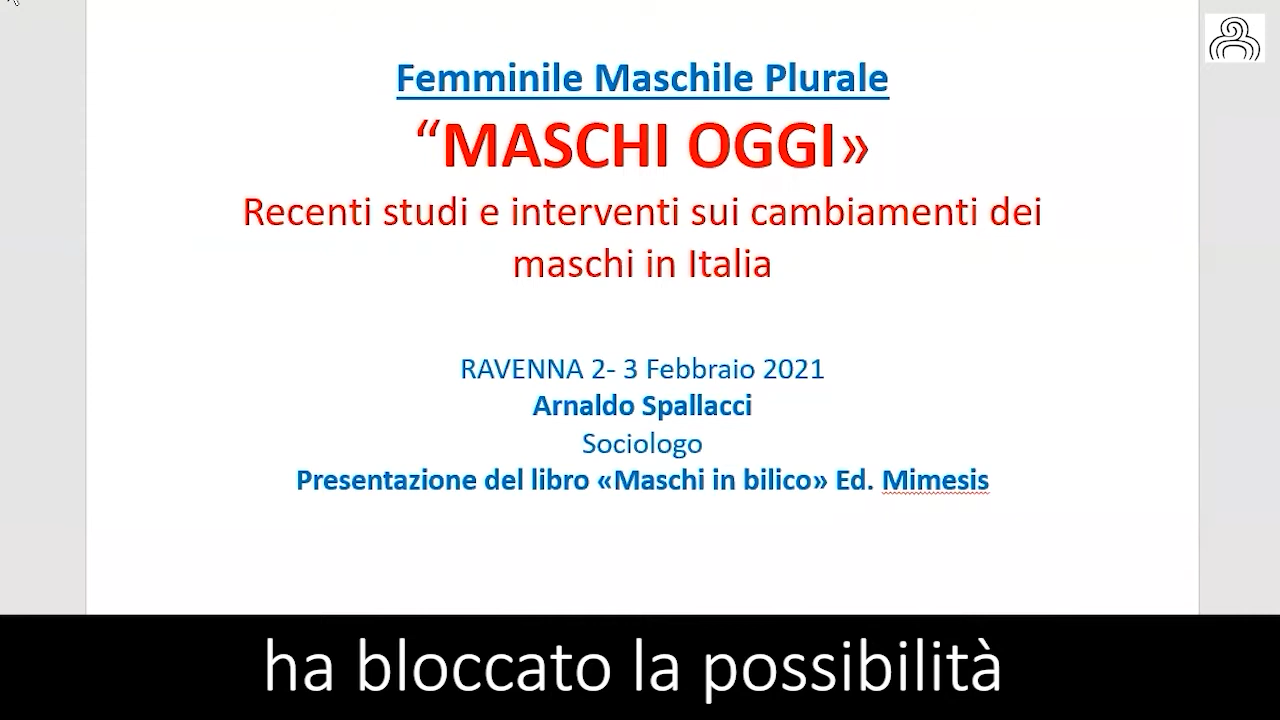 Femminile Maschile Plurale
“MASCHI OGGI»
Recenti studi e interventi sui cambiamenti dei
maschi in Italia
RAVENNA 2- 3 Febbraio 2021
Arnaldo Spallacci
Sociologo
Presentazione del libro «Maschi in bilico» Ed. Mimesis
ha bloccato la possibilità